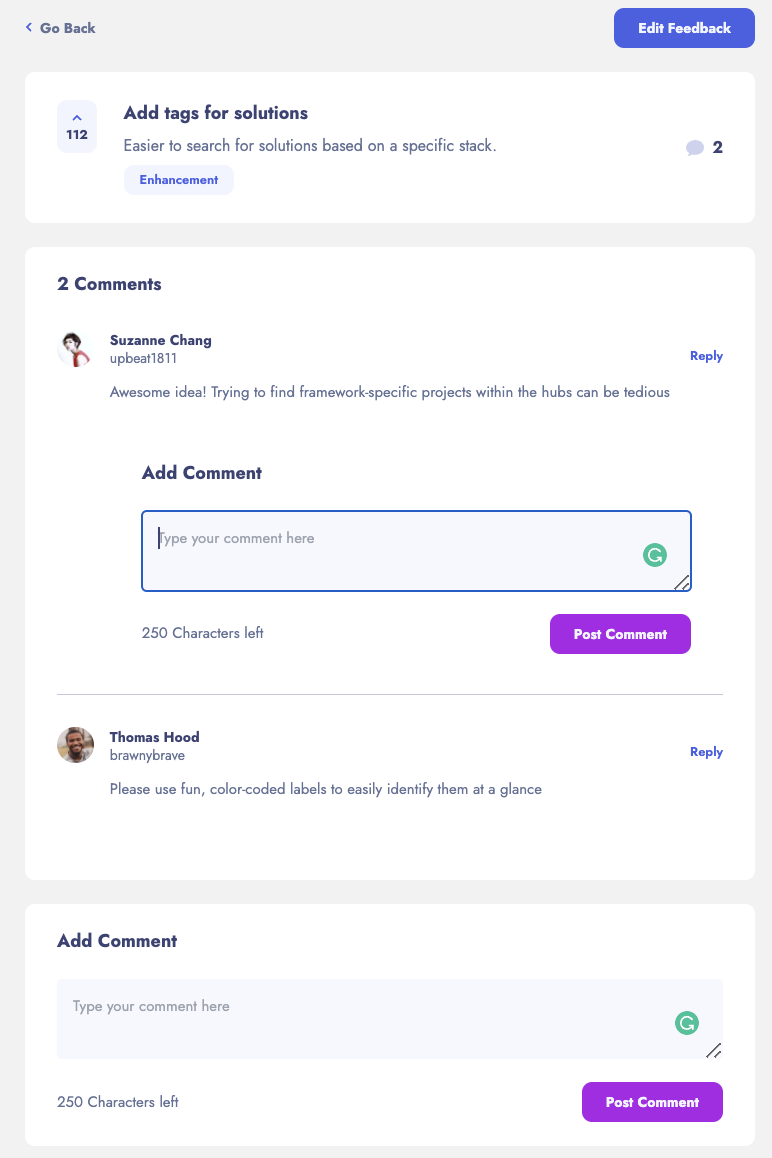 Go Back
Edit Feedback
112
Add tags for solutions
Easier to search for solutions based on a specific stack.
2
Enhancement
2 Comments
Suzanne Chang
upbeat1811
Reply
Awesome idea! Trying to find framework-specific projects within the hubs can be tedious
Add Comment
Type your comment here
250 Characters left
Post Comment
Thomas Hood
brawnybrave
Reply
Please use fun, color-coded labels to easily identify them at a glance
Add Comment
Type your comment here
250 Characters left
Post Comment